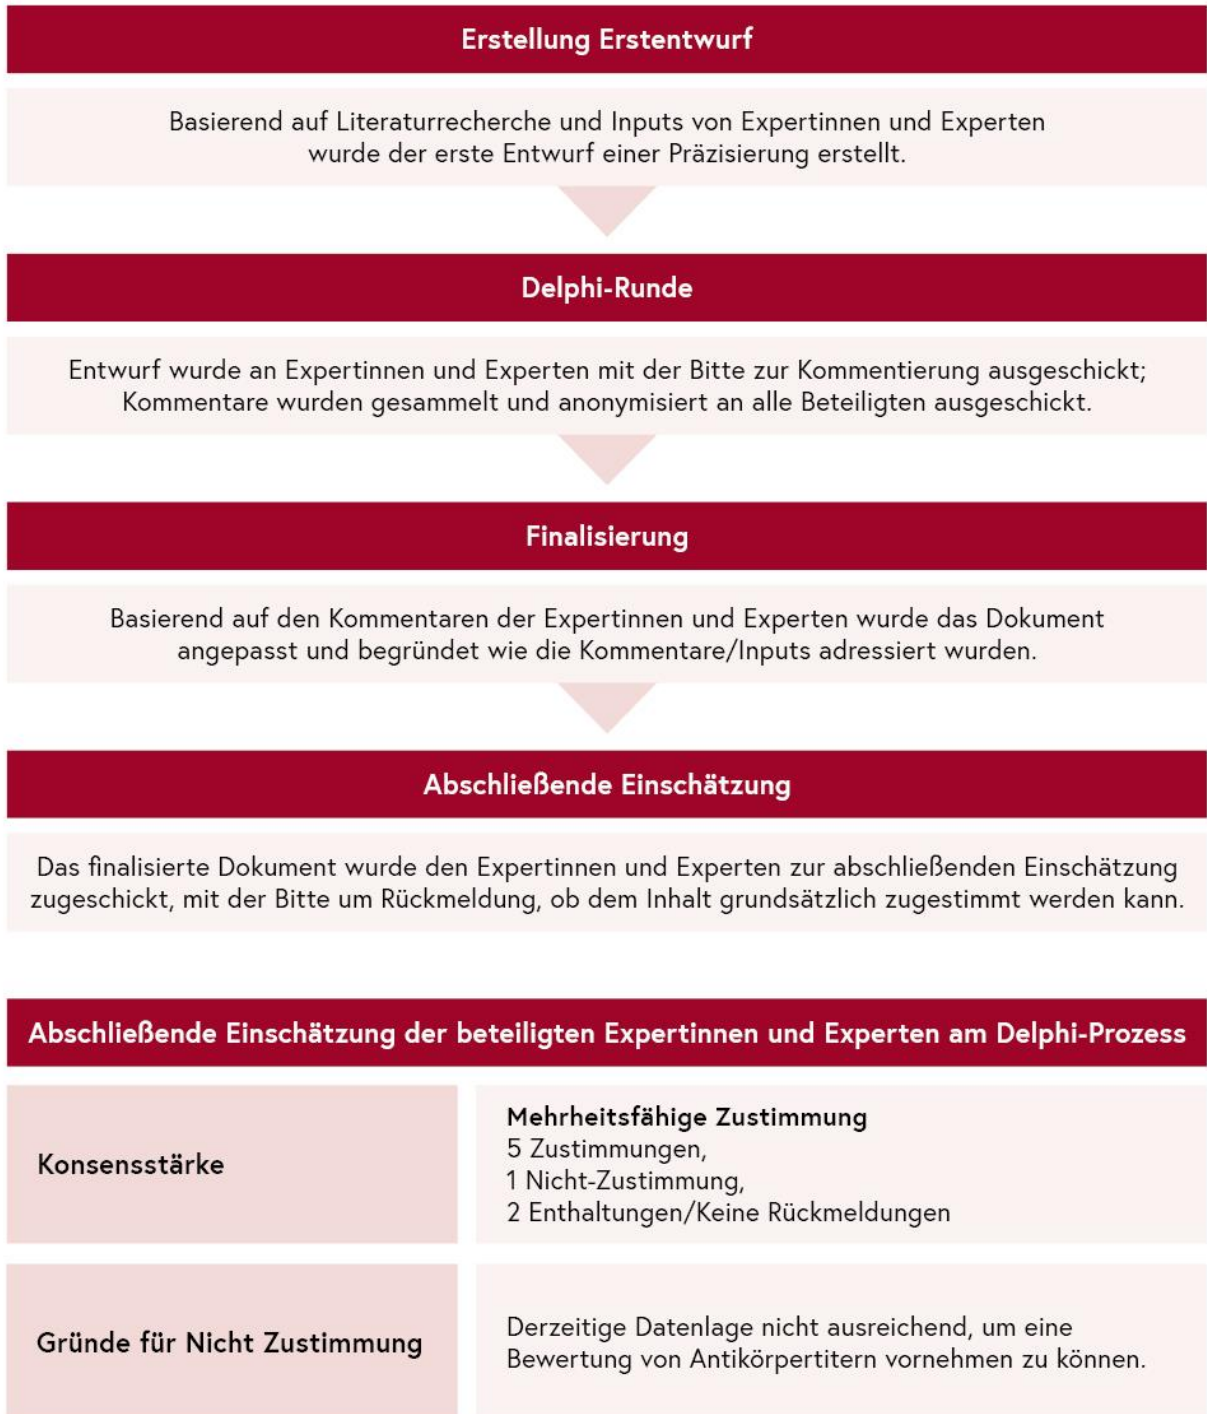 Erstellung Erstentwurf
Basierend auf Literaturrecherche und Inputs von Expertinnen und Experten
wurde der erste Entwurf einer Präzisierung erstellt.
Delphi-Runde
Entwurf wurde an Expertinnen und Experten mit der Bitte zur Kommentierung ausgeschickt;
Kommentare wurden gesammelt und anonymisiert an alle Beteiligten ausgeschickt.
Finalisierung
Basierend auf den Kommentaren der Expertinnen und Experten wurde das Dokument
angepasst und begründet wie die Kommentare/Inputs adressiert wurden.
Abschließende Einschätzung
Das finalisierte Dokument wurde den Expertinnen und Experten zur abschließenden Einschätzung
zugeschickt, mit der Bitte um Rückmeldung, ob dem Inhalt grundsätzlich zugestimmt werden kann.
Abschließende Einschätzung der beteiligten Expertinnen und Experten am Delphi-Prozess
Konsensstärke
Mehrheitsfähige Zustimmung
5 Zustimmungen,
1 Nicht-Zustimmung,
2 Enthaltungen/Keine Rückmeldungen
Gründe für Nicht Zustimmung
Derzeitige Datenlage nicht ausreichend, um eine
Bewertung von Antikörpertitern vornehmen zu können.